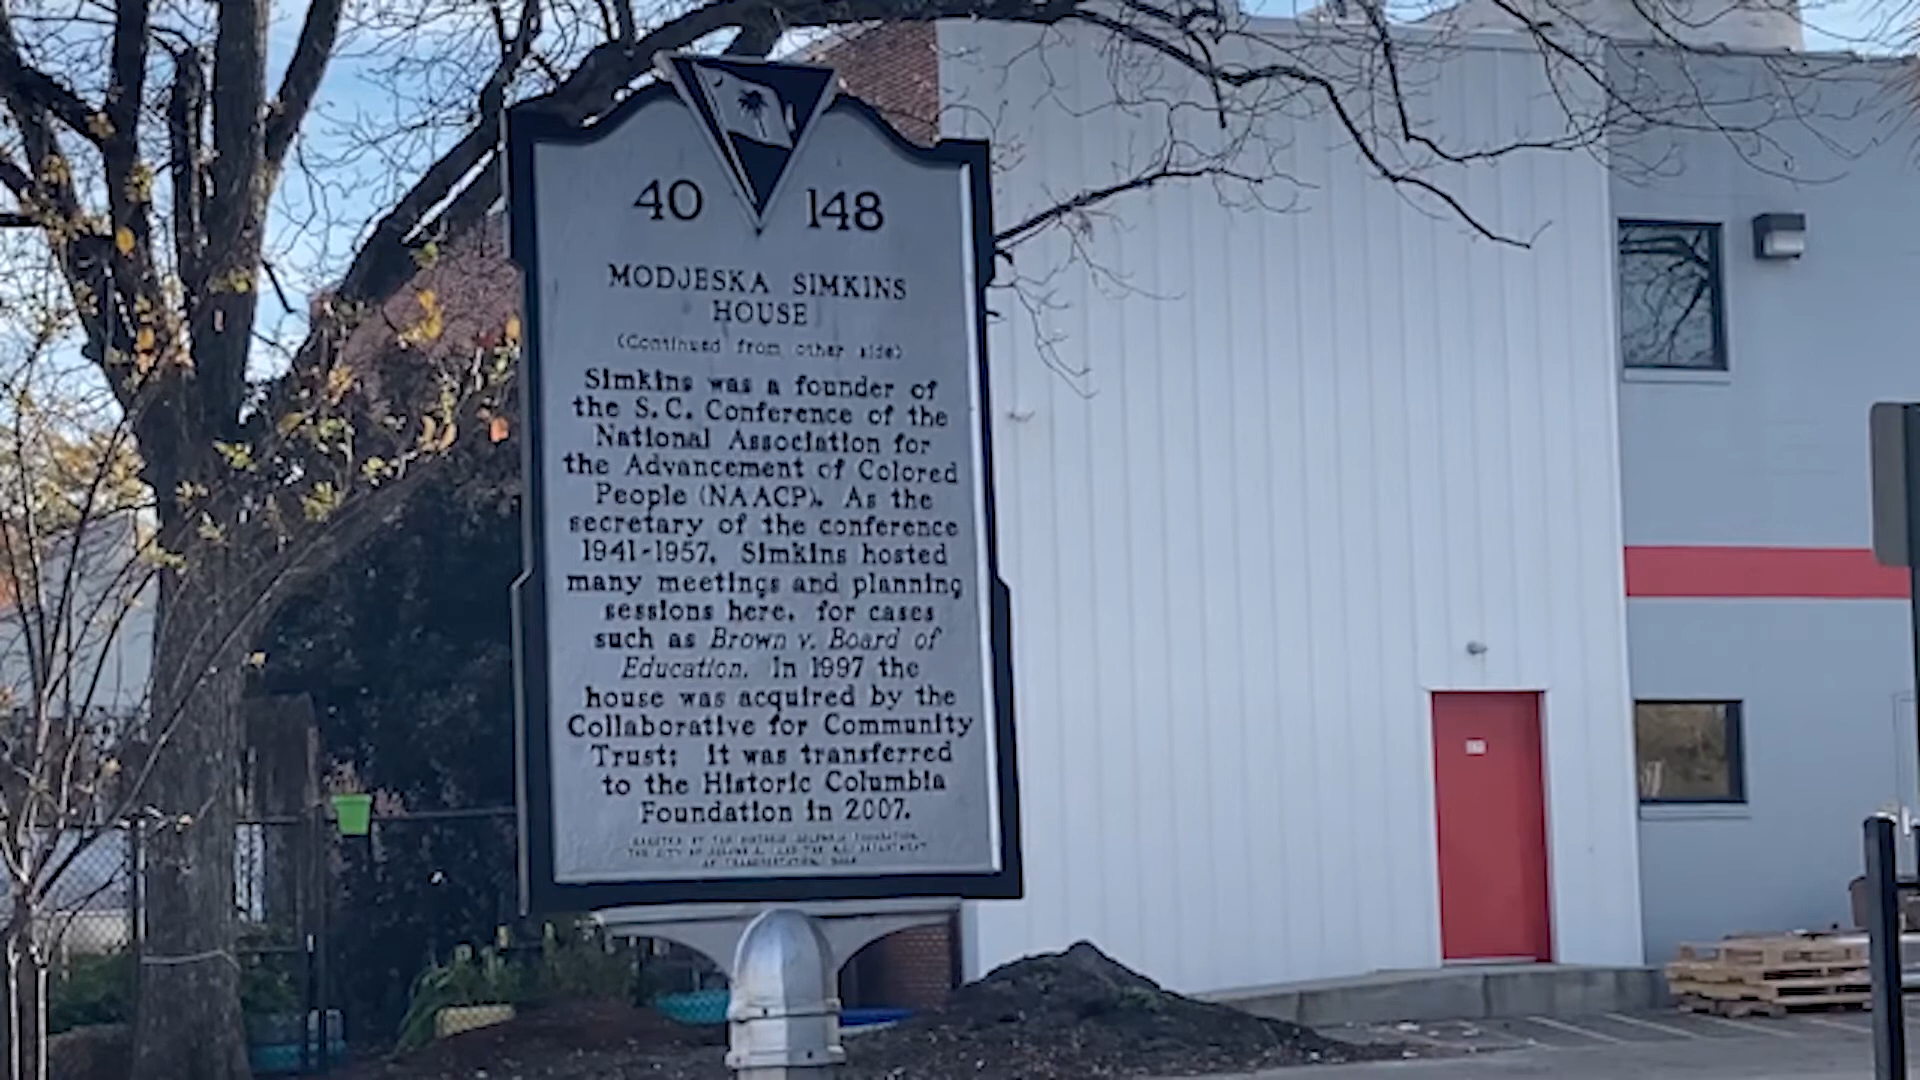 40 148
MODJESKA SIMKINS
HOUSE
(Continued from other side)
Simkins was a founder of
the S.C. Conference of the
National Association for
the Advancement of Colored
People (NAACP). As the
secretary of the conference
1941-1957, Simkins hosted
many meetings and planning
sessions here, for cases
such as Brown v. Board of
Education. In 1997 the
house was acquired by the
Collaborative for Community
Trust; it was transferred
to the Historic Columbia
Foundation in 2007.